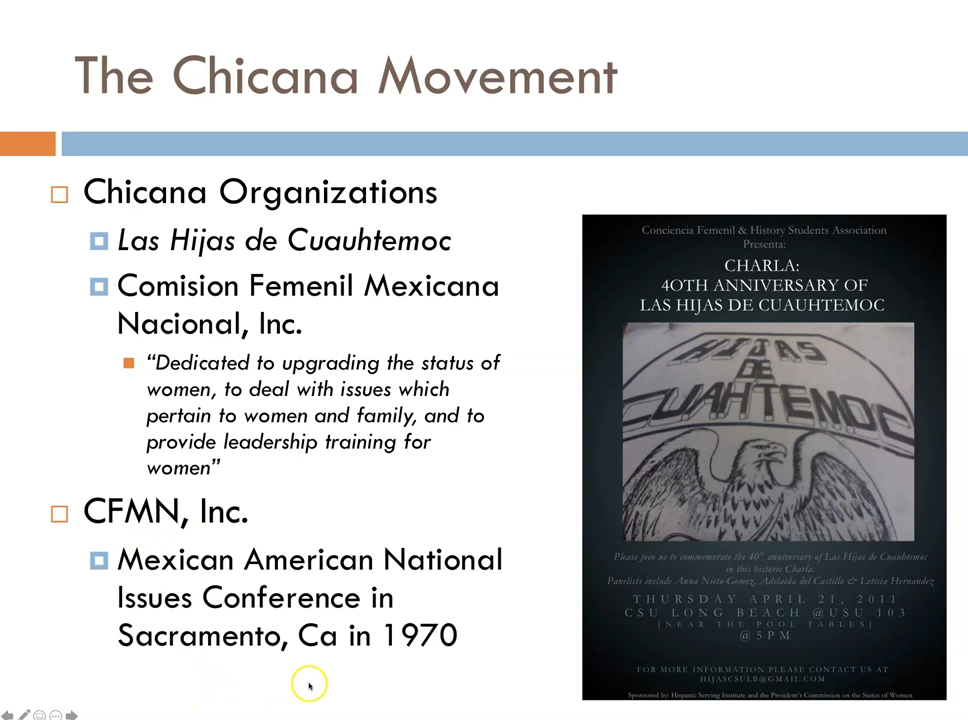 The Chicana Movement
Chicana Organizations
Las Hijas de Cuauhtemoc
Comision Femenil Mexicana
Nacional, Inc.
“Dedicated to upgrading the status of
women, to deal with issues which
pertain to women and family, and to
provide leadership training for
women”
CFMN, Inc.
Mexican American National
Issues Conference in
Sacramento, Ca in 1970
Conciencia Femenil & History Students Association
Presenta:
CHARLA:
40TH ANNIVERSARY OF
LAS HIJAS DE CUAUHTEMOC
HIJAS
DE
CUAHTEMOC
Please join us to commemorate the 40th anniversary of Las Hijas de Cuauhtemoc
in this historic Charla.
Panelists include Anna Nieto-Gomez, Adelaida del Castillo & Leticia Hernandez
THURSDAY APRIL 21, 2011
CSU LONG BEACH @USU 103
[NEAR THE POOL TABLES]
@5PM
FOR MORE INFORMATION PLEASE CONTACT US AT
HIJASCSULB@GMAIL.COM
Sponsored by: Hispanic Serving Institute and the President's Commission on the Status of Women